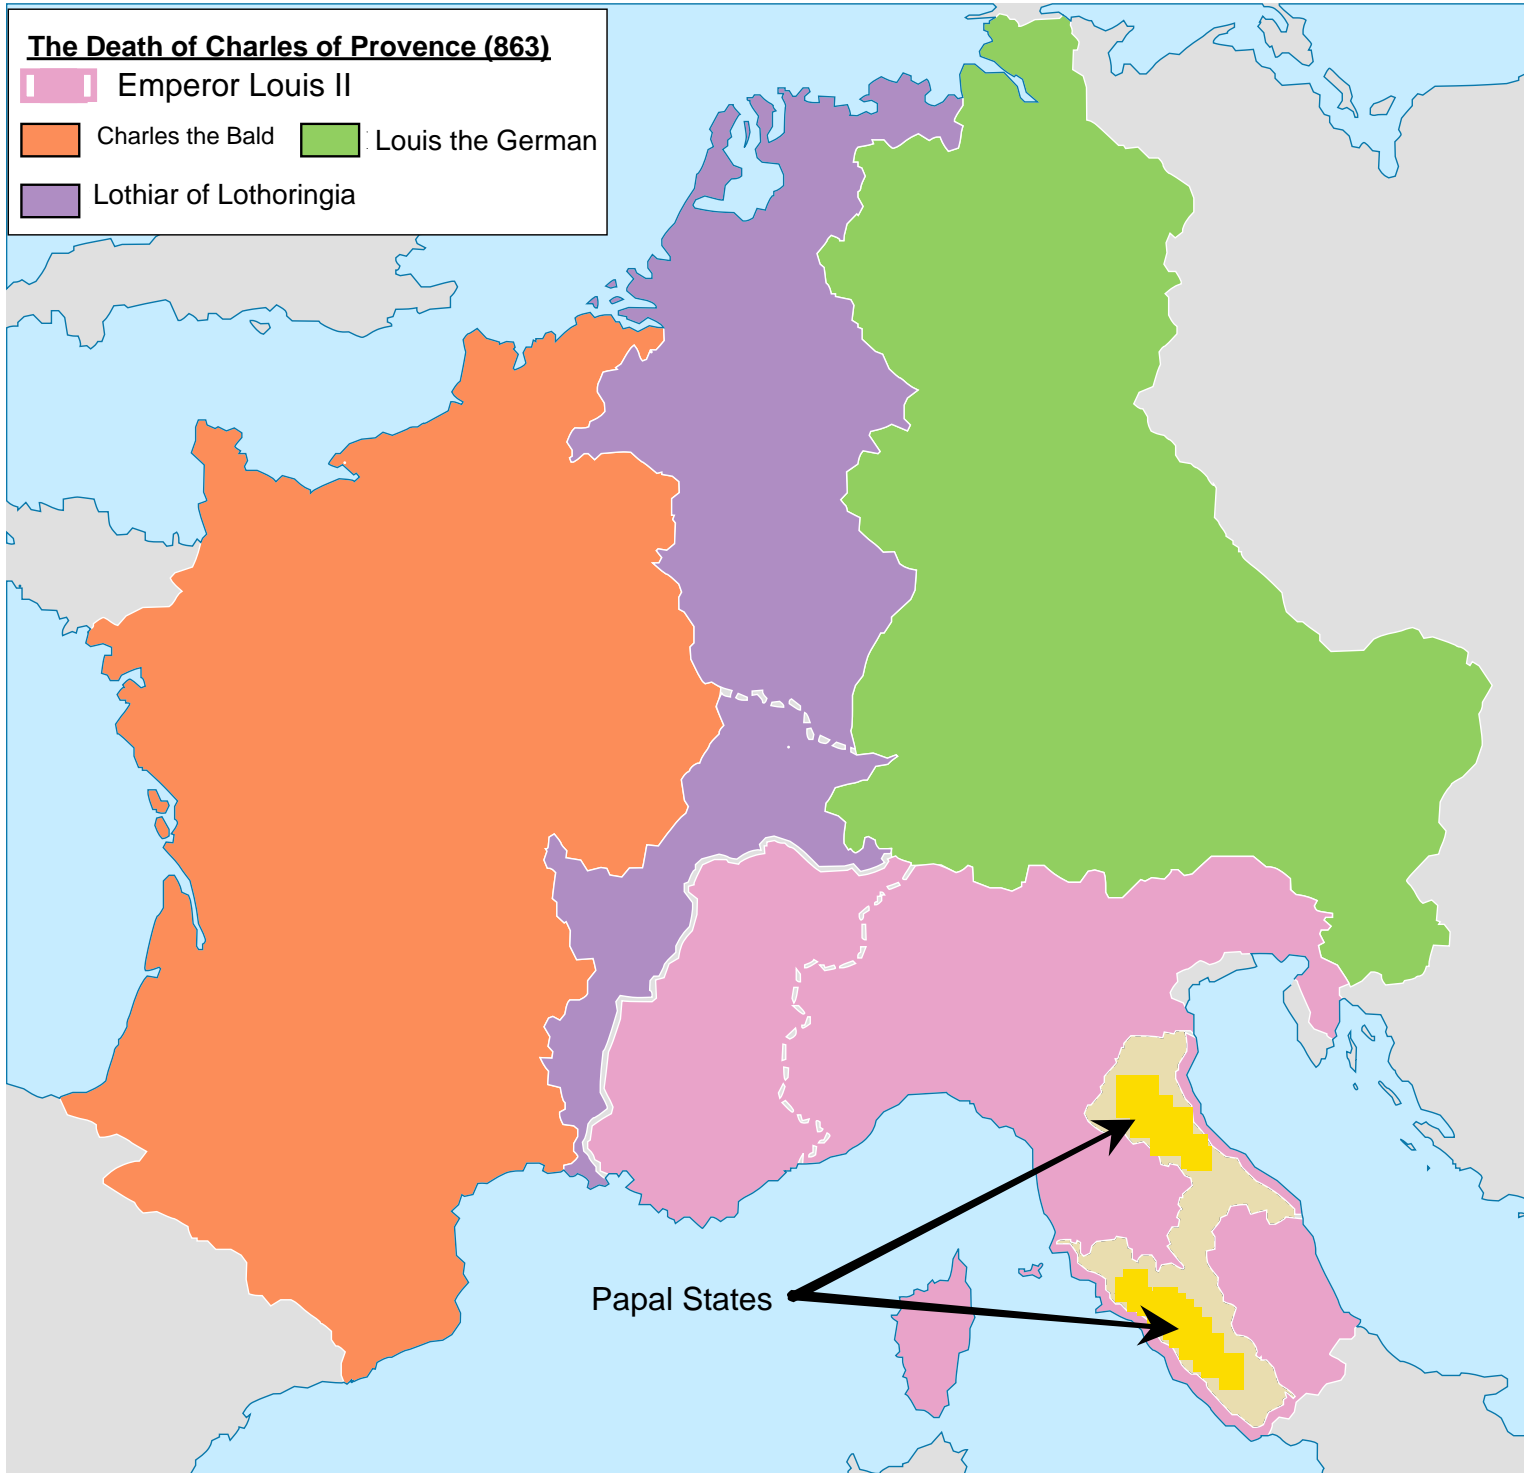 The Death of Charles of Provence (863)
Emperor Louis II
Charles the Bald
Louis the German
Lothiar of Lothoringia
Papal States